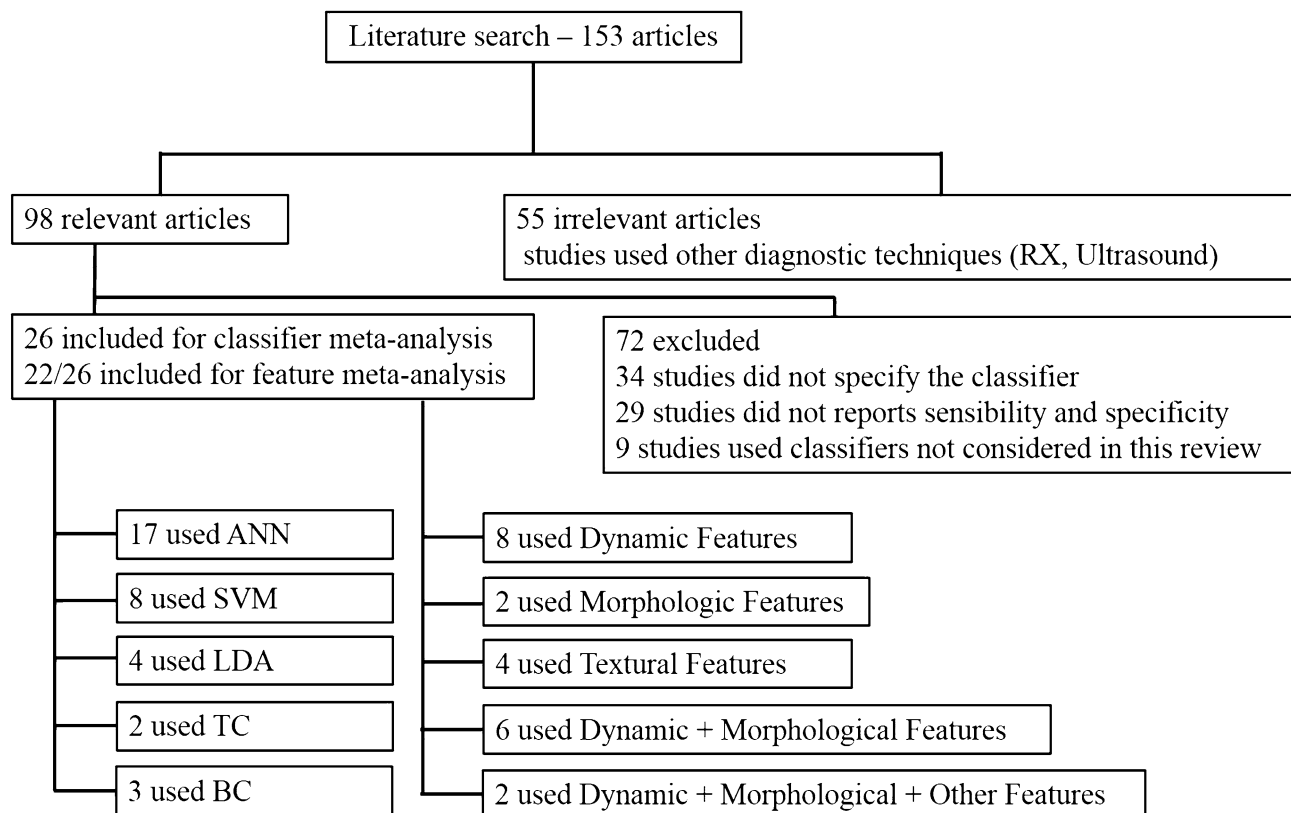 Literature search – 153 articles
98 relevant articles
55 irrelevant articles
studies used other diagnostic techniques (RX, Ultrasound)
26 included for classifier meta-analysis
22/26 included for feature meta-analysis
72 excluded
34 studies did not specify the classifier
29 studies did not reports sensibility and specificity
9 studies used classifiers not considered in this review
17 used ANN
8 used SVM
4 used LDA
2 used TC
3 used BC
8 used Dynamic Features
2 used Morphologic Features
4 used Textural Features
6 used Dynamic + Morphological Features
2 used Dynamic + Morphological + Other Features